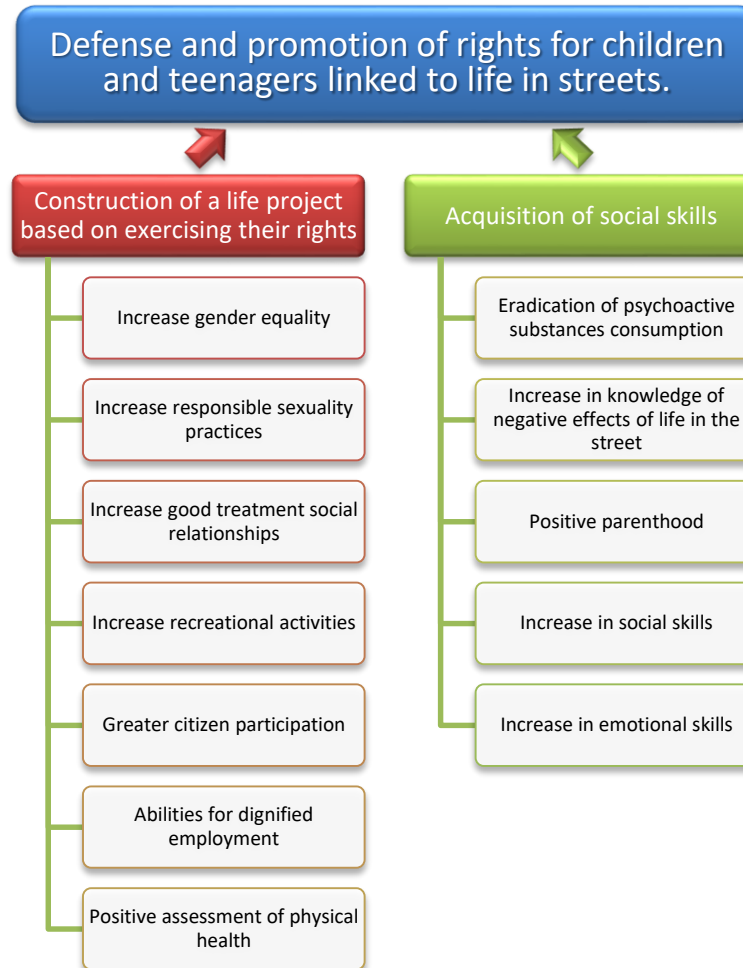 Defense and promotion of rights for children
and teenagers linked to life in streets.
Construction of a life project
based on exercising their rights
Increase gender equality
Increase responsible sexuality
practices
Increase good treatment social
relationships
Increase recreational activities
Greater citizen participation
Abilities for dignified
employment
Positive assessment of physical
health
Acquisition of social skills
Eradication of psychoactive
substances consumption
Increase in knowledge of
negative effects of life in the
street
Positive parenthood
Increase in social skills
Increase in emotional skills